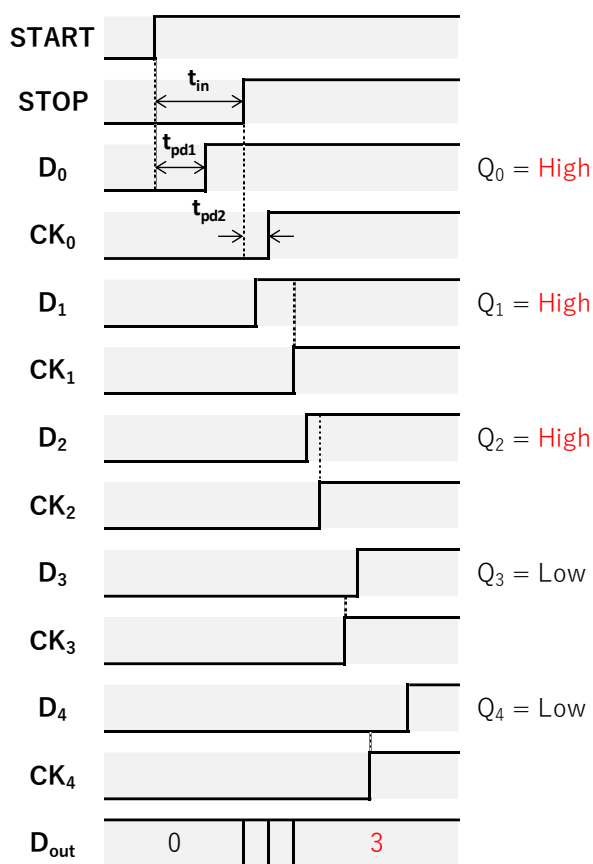 START
t_in
STOP
t_pd1
D_0
Q_0 = High
t_pd2
CK_0
D_1
Q_1 = High
CK_1
D_2
Q_2 = High
CK_2
D_3
Q_3 = Low
CK_3
D_4
Q_4 = Low
CK_4
D_out 0 3